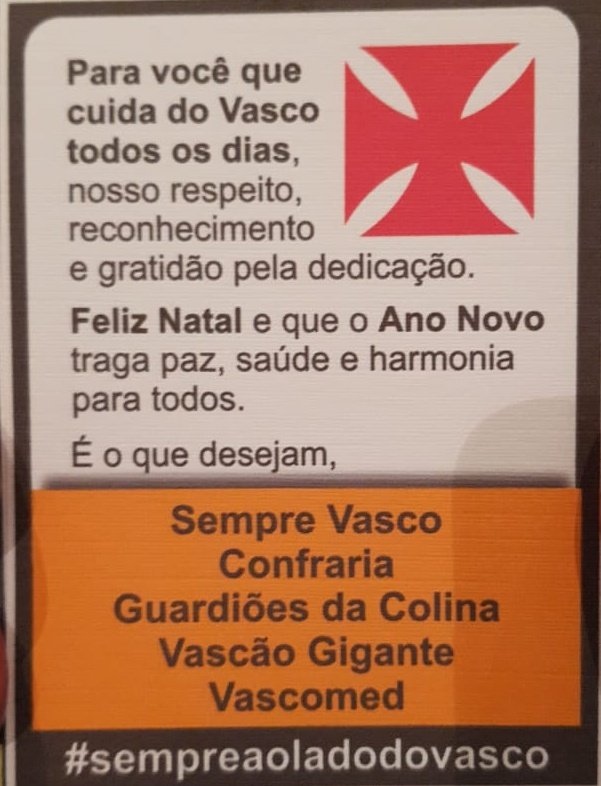 Para você que
cuida do Vasco
todos os dias,
nosso respeito,
reconhecimento
e gratidão pela dedicação.
Feliz Natal e que o Ano Novo
traga paz, saúde e harmonia
para todos.
É o que desejam,
Sempre Vasco
Confraria
Guardiões da Colina
Vascão Gigante
Vascomed
#sempreaoladodovasco